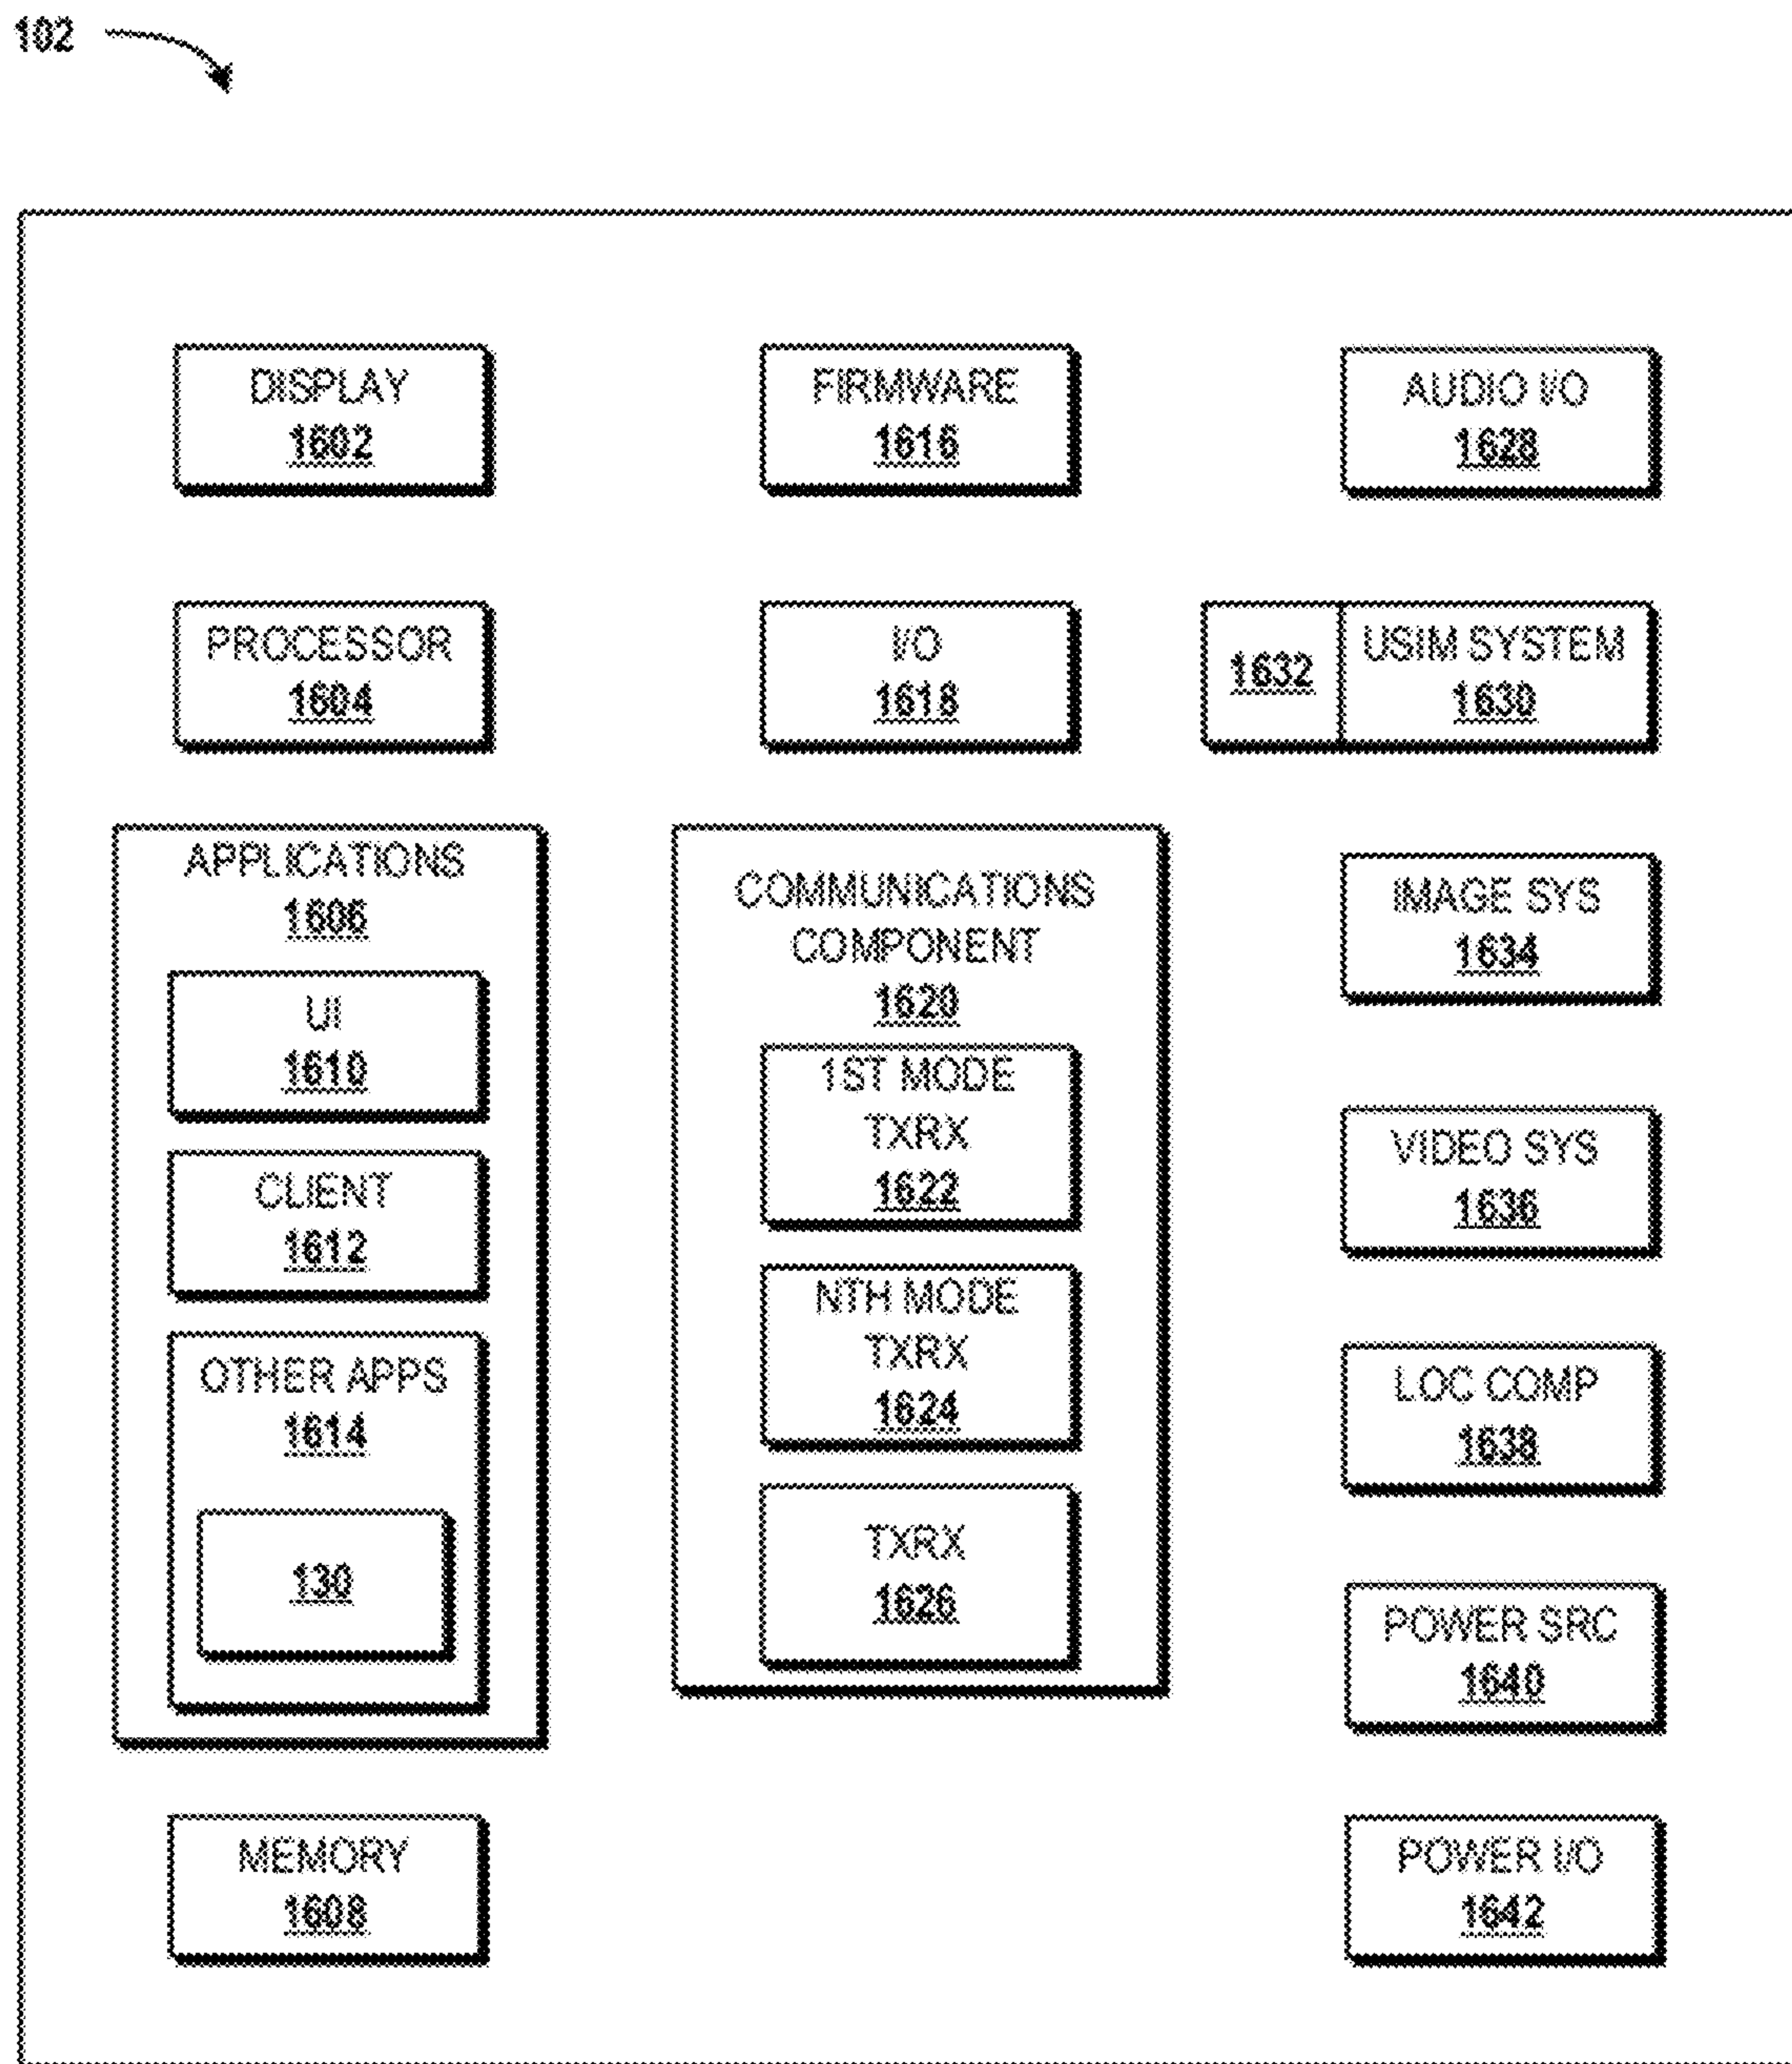 102
DISPLAY
1602
FIRMWARE
1616
AUDIO I/O
1628
PROCESSOR
1604
I/O
1618
1632
USIM SYSTEM
1630
APPLICATIONS
1606
UI
1610
CLIENT
1612
OTHER APPS
1614
130
COMMUNICATIONS
COMPONENT
1620
1ST MODE
TXRX
1622
NTH MODE
TXRX
1624
TXRX
1626
IMAGE SYS
1634
VIDEO SYS
1636
LOC COMP
1638
POWER SRC
1640
MEMORY
1608
POWER I/O
1642